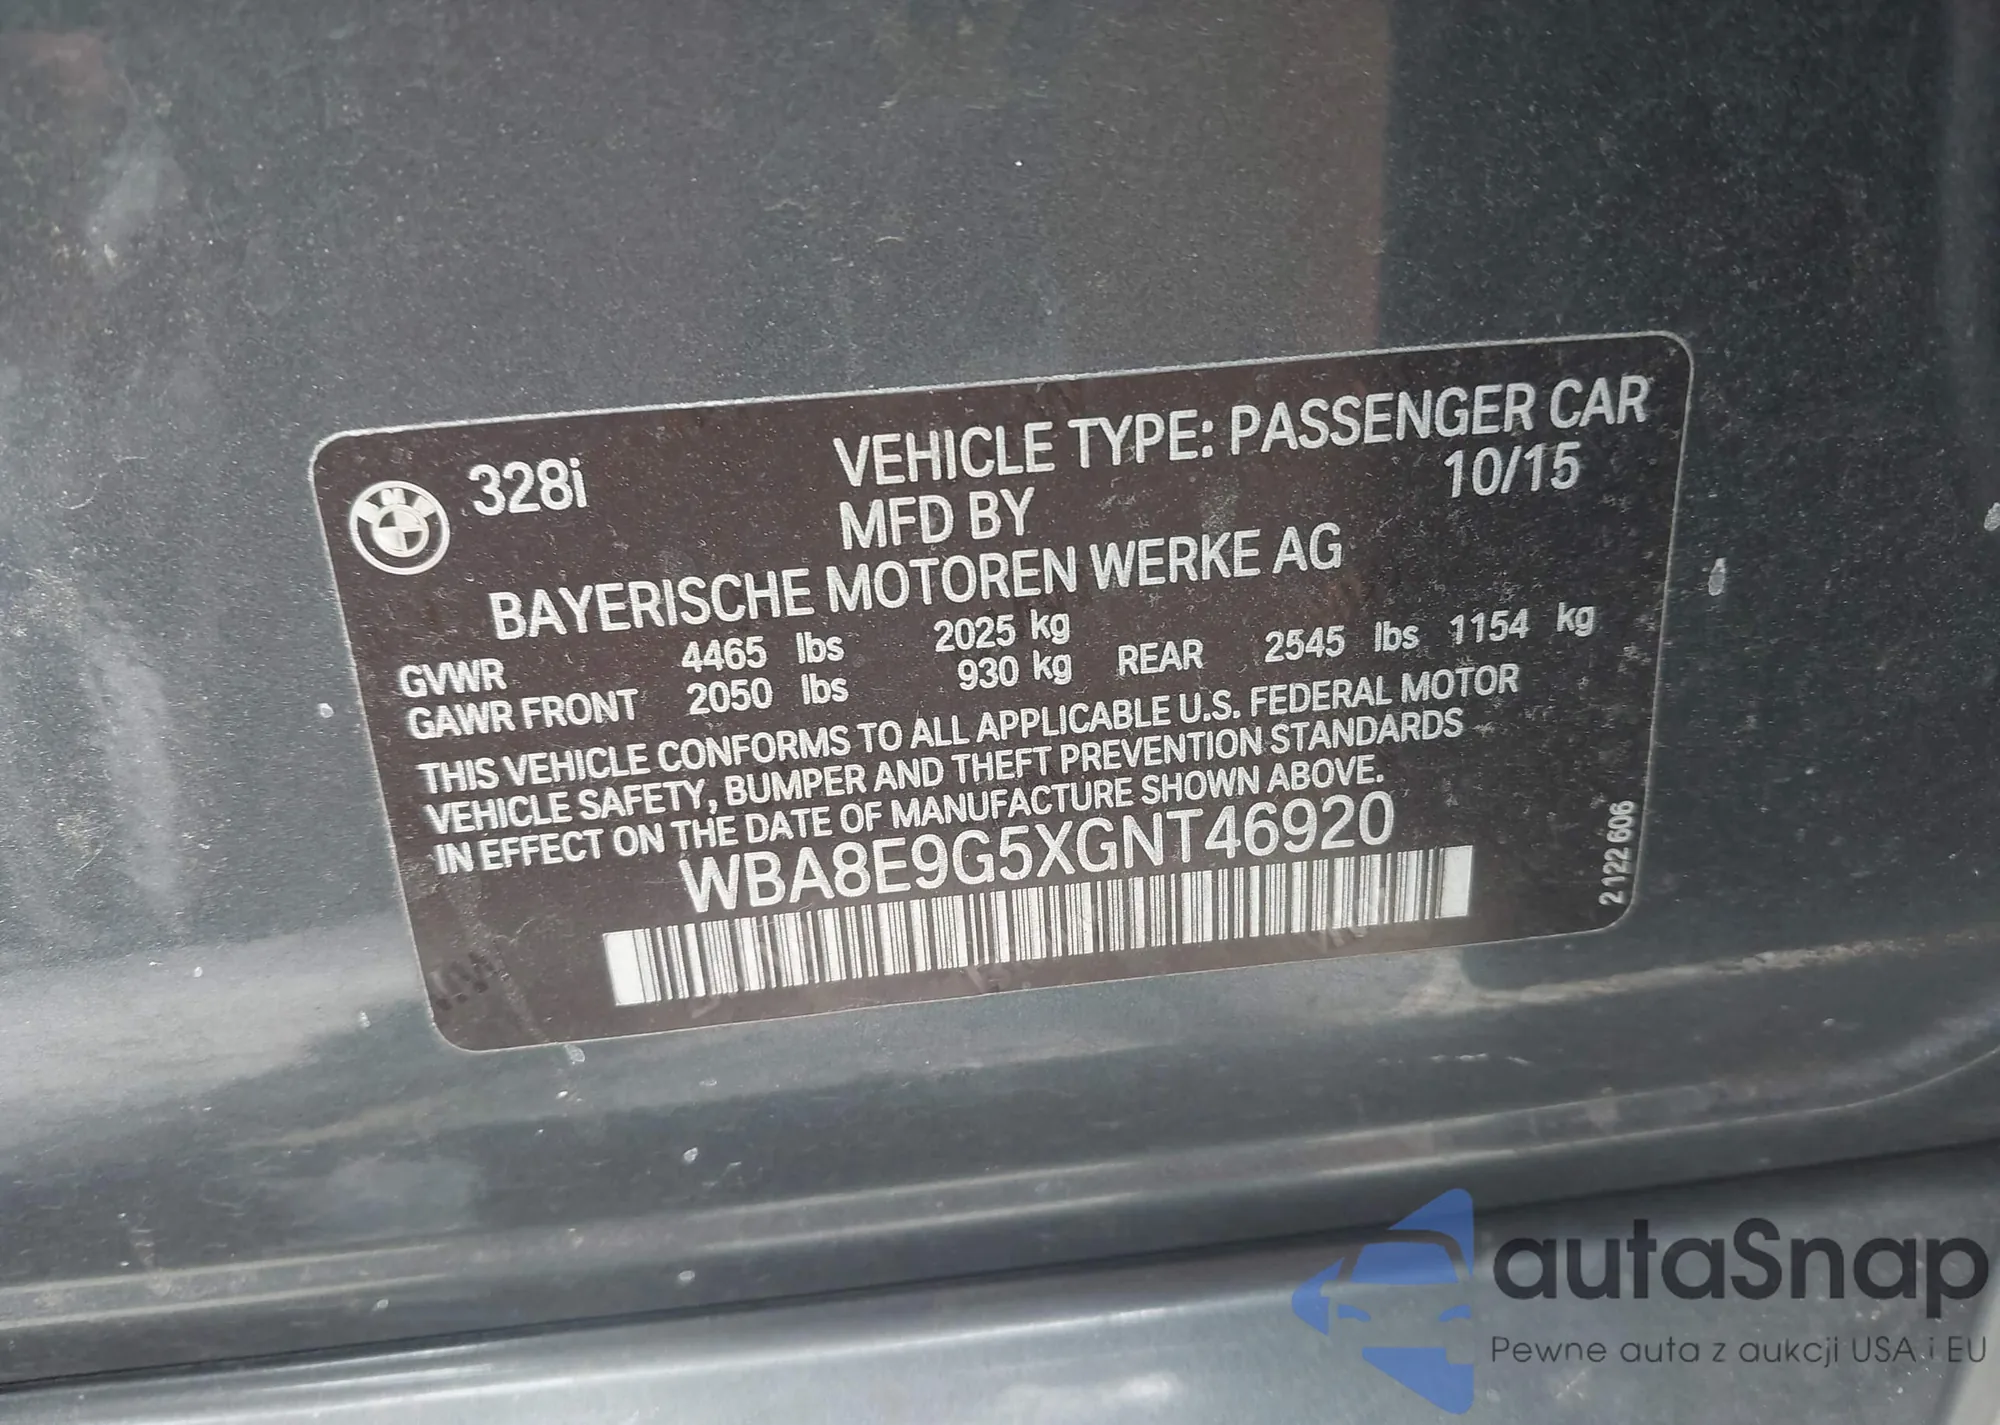 328i
VEHICLE TYPE: PASSENGER CAR
MFD BY 10/15
BAYERISCHE MOTOREN WERKE AG
GVWR 4465 lbs 2025 kg
GAWR FRONT 2050 lbs 930 kg REAR 2545 lbs 1154 kg
THIS VEHICLE CONFORMS TO ALL APPLICABLE U.S. FEDERAL MOTOR
VEHICLE SAFETY, BUMPER AND THEFT PREVENTION STANDARDS
IN EFFECT ON THE DATE OF MANUFACTURE SHOWN ABOVE.
WBA8E9G5XGNT46920
2 122 606
autaSnap
Pewne auta z aukcji USA i EU